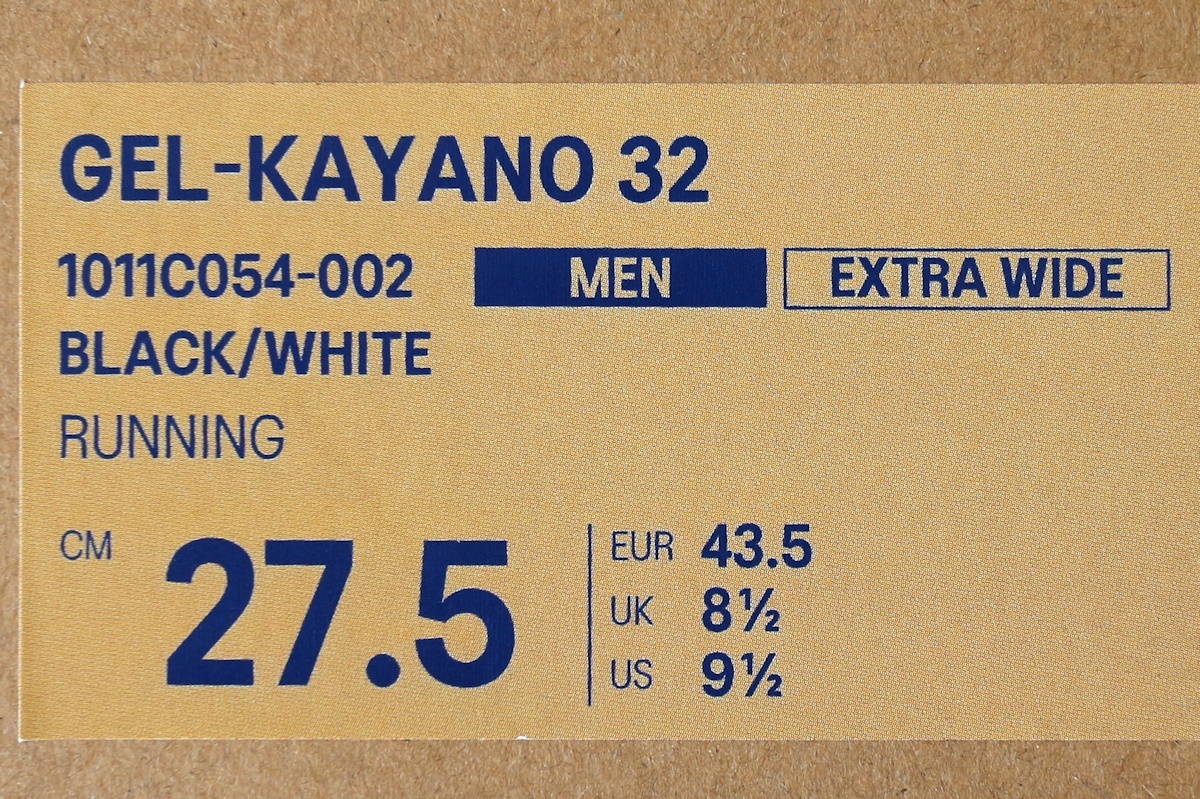 GEL-KAYANO 32
1011C054-002 MEN EXTRA WIDE
BLACK/WHITE
RUNNING
CM 27.5
EUR 43.5
UK 8½
US 9½